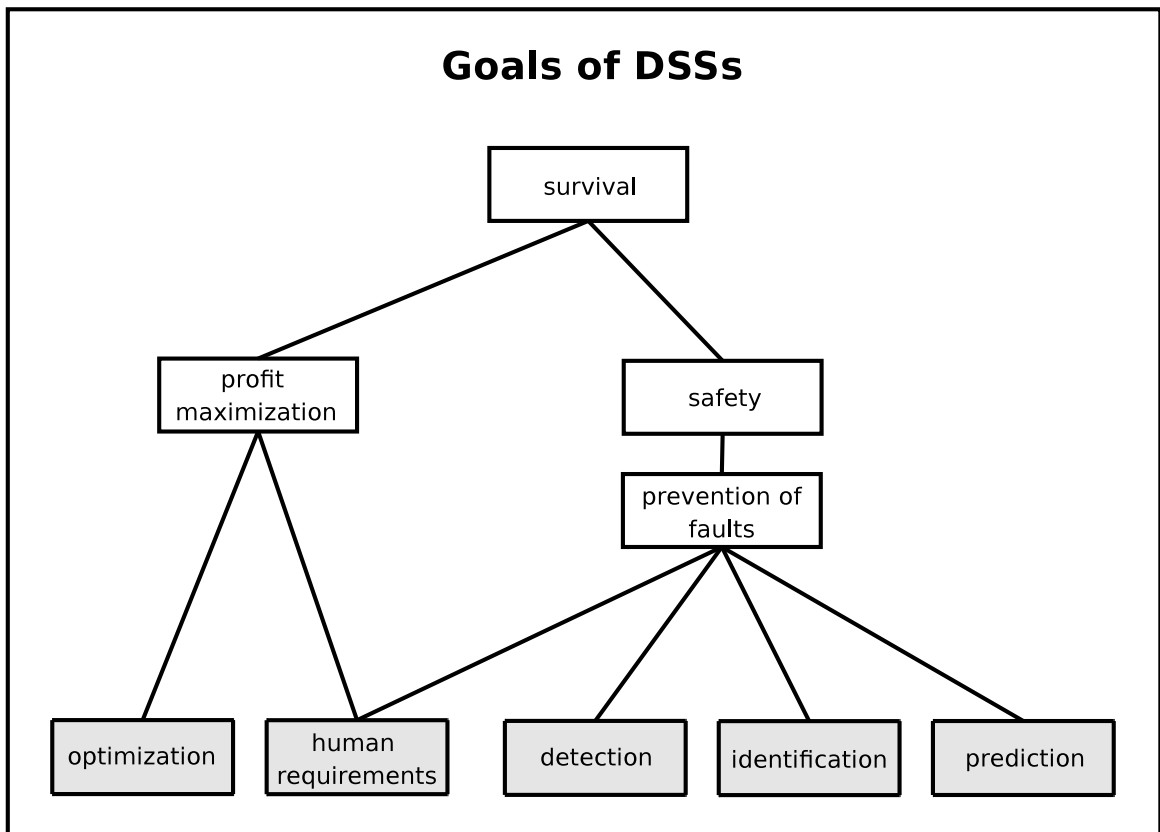 Goals of DSSs
survival
profit
maximization
safety
prevention of
faults
optimization
human
requirements
detection
identification
prediction